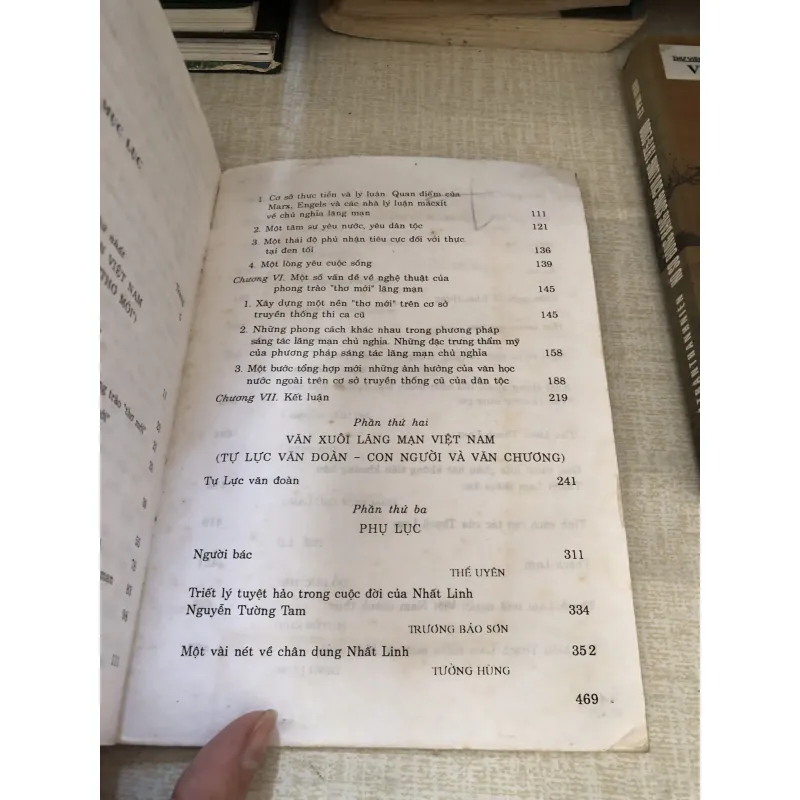 MỤC LỤC
1. Cơ sở thực tiễn và lý luận. Quan điểm của
Marx, Engels và các nhà lý luận mácxít
về chủ nghĩa lãng mạn 111
2. Một tâm sự yêu nước, yêu dân tộc 121
3. Một thái độ phủ nhận tiêu cực đối với thực
tại đen tối 136
4. Một lòng yêu cuộc sống 139
Chương VI. Một số vấn đề về nghệ thuật của
phong trào "thơ mới" lãng mạn 145
1. Xây dựng một nền "thơ mới" trên cơ sở
truyền thống thi ca cũ 145
2. Những phong cách khác nhau trong phương pháp
sáng tác lãng mạn chủ nghĩa. Những đặc trưng thẩm mỹ
của phương pháp sáng tác lãng mạn chủ nghĩa 158
3. Một bước tổng hợp mới: những ảnh hưởng của văn học
nước ngoài trên cơ sở truyền thống cũ của dân tộc 188
Chương VII. Kết luận 219
Phần thứ hai
VĂN XUÔI LÃNG MẠN VIỆT NAM
(TỰ LỰC VĂN ĐOÀN - CON NGƯỜI VÀ VĂN CHƯƠNG)
Tự Lực văn đoàn 241
Phần thứ ba
PHỤ LỤC
Người bác 311
THẾ UYÊN
Triết lý tuyệt hảo trong cuộc đời của Nhất Linh
Nguyễn Tường Tam 334
TRƯƠNG BẢO SƠN
Một vài nét về chân dung Nhất Linh 352
TƯỜNG HÙNG
469